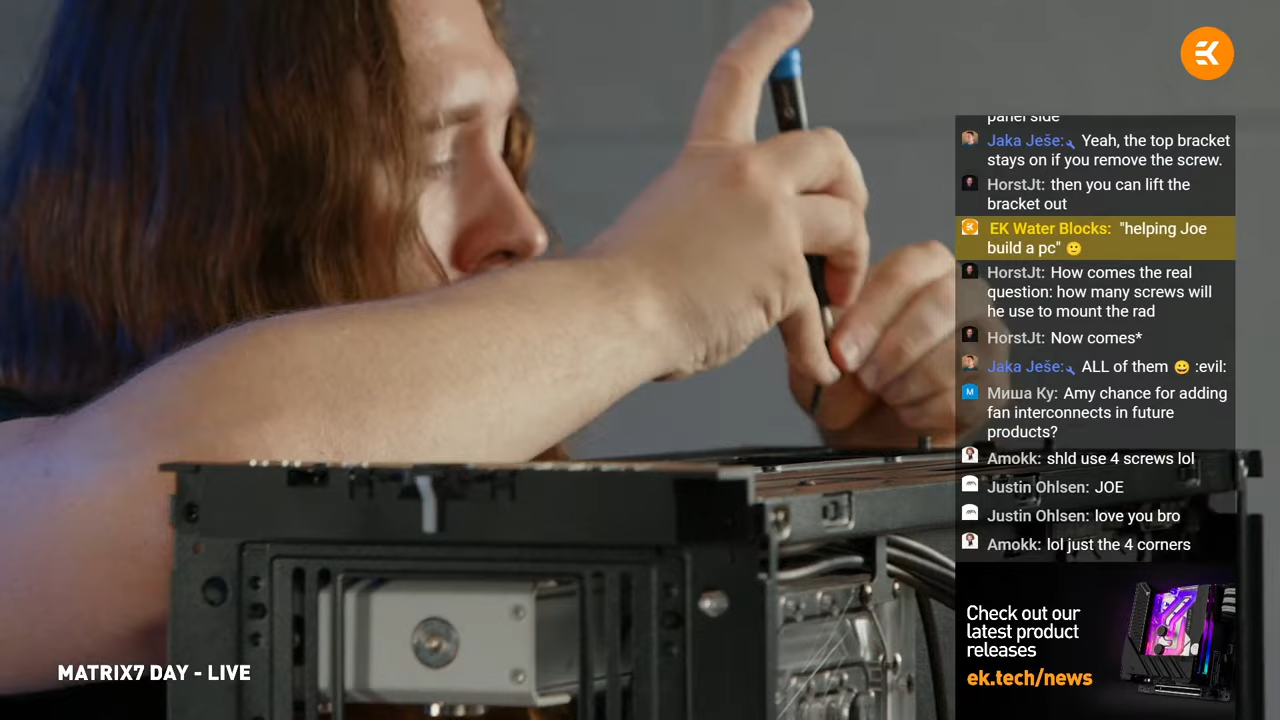 panel side
Jaka Ješe: Yeah, the top bracket
stays on if you remove the screw.
HorstJt: then you can lift the
bracket out
EK Water Blocks: "helping Joe
build a pc" 🙂
HorstJt: How comes the real
question: how many screws will
he use to mount the rad
HorstJt: Now comes*
Jaka Ješe: ALL of them 😀 :evil:
Миша Ку: Amy chance for adding
fan interconnects in future
products?
Amokk: shld use 4 screws lol
Justin Ohlsen: JOE
Justin Ohlsen: love you bro
Amokk: lol just the 4 corners
Check out our
latest product
releases
ek.tech/news
MATRIX7 DAY - LIVE